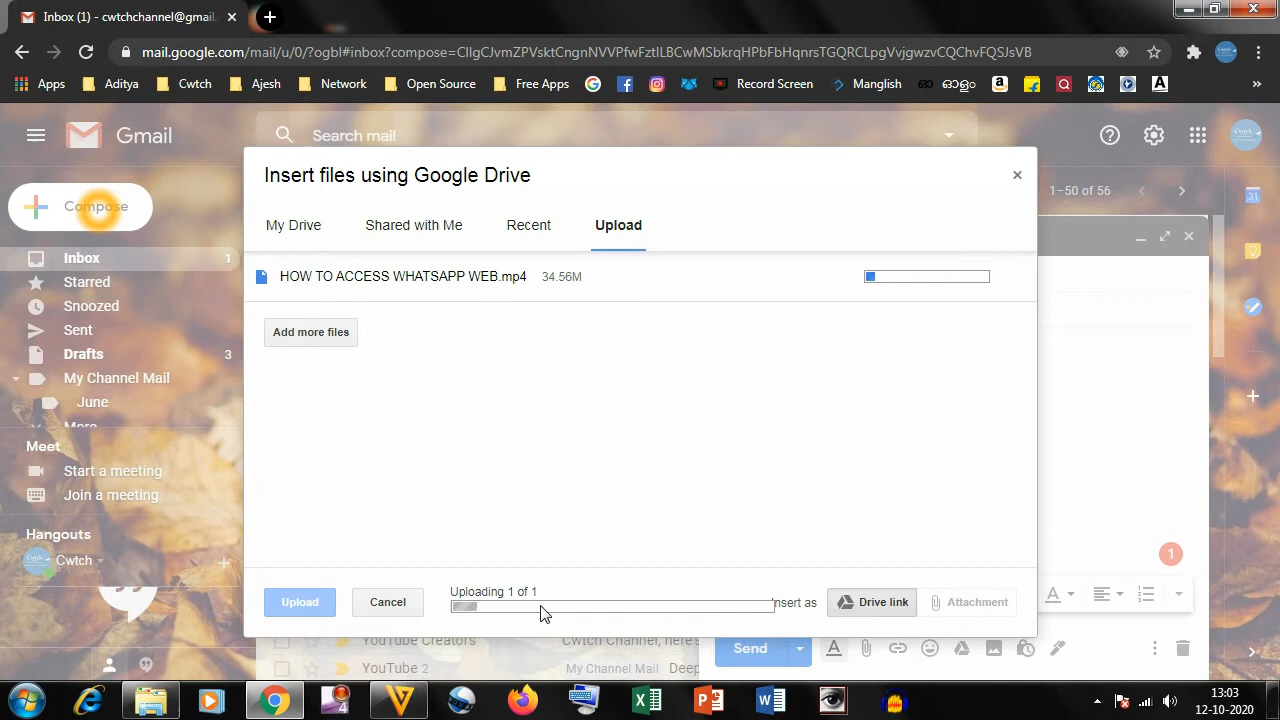 Inbox (1) - cwtchchannel@gmail.
mail.google.com/mail/u/0/?ogbl#inbox?compose=CllgCJvmZPVsktCngnNVVPfwFztlLBCwMSbkrqHPbFbHqnrsTGQRCLpgVvjgwzvCQChvFQSJsVB
Apps Aditya Cwtch Ajesh Network Open Source Free Apps Record Screen Manglish ഓളം
Gmail Search mail
Insert files using Google Drive
1–50 of 56
Compose
My Drive Shared with Me Recent Upload
31
Inbox 1
HOW TO ACCESS WHATSAPP WEB.mp4 34.56M
Starred
Snoozed
Sent
Add more files
Drafts 3
My Channel Mail
June
More
Meet
Start a meeting
Join a meeting
Hangouts
1
Cwtch
Uploading 1 of 1
Upload Cancel Insert as Drive link Attachment
YouTube Creators Cwtch Channel, here's
Send
YouTube 2 My Channel Mail Deep
13:03
12-10-2020